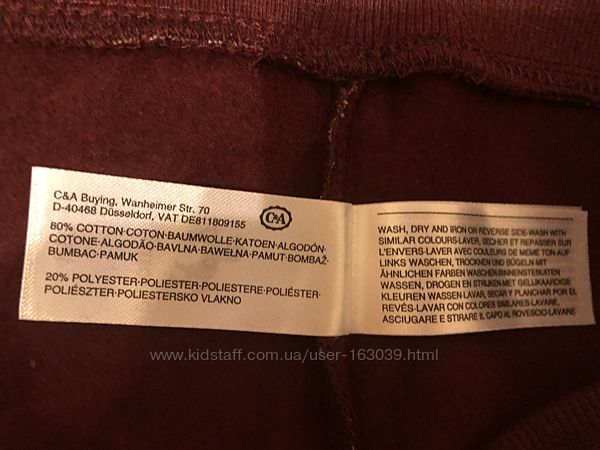 C&A Buying, Wanheimer Str. 70
D-40468 Düsseldorf, VAT DE811809155
C&A
80% COTTON·COTON·BAUMWOLLE·KATOEN·ALGODÓN·
COTONE·ALGODÃO·BAVLNA·BAWEŁNA·PAMUT·BOMBAŽ·
BUMBAC·PAMUK
20% POLYESTER·POLIESTER·POLIESTERE·POLIÉSTER·
POLIÉSZTER·POLIESTERSKO VLAKNO
WASH, DRY AND IRON ON REVERSE SIDE·WASH WITH
SIMILAR COLOURS·LAVER, SÉCHER ET REPASSER SUR
L'ENVERS·LAVER AVEC COULEURS DE MEME TON·AUF
LINKS WASCHEN, TROCKNEN UND BÜGELN MIT
ÄHNLICHEN FARBEN WASCHEN·BINNENSTEBUITEN
WASSEN, DROGEN EN STRIJKEN·MET GELIJKAARDIGE
KLEUREN WASSEN·LAVAR, SECAR Y PLANCHAR POR EL
REVÉS·LAVAR CON COLORES SIMILARES·LAVARE,
ASCIUGARE E STIRARE IL CAPO AL ROVESCIO·LAVARE
www.kidstaff.com.ua/user-163039.html